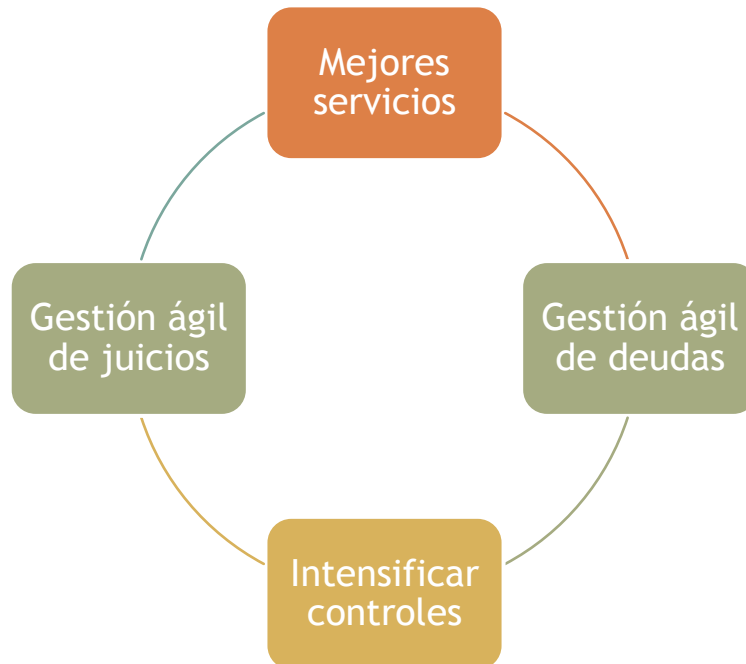 Mejores
servicios
Gestión ágil
de juicios
Gestión ágil
de deudas
Intensificar
controles